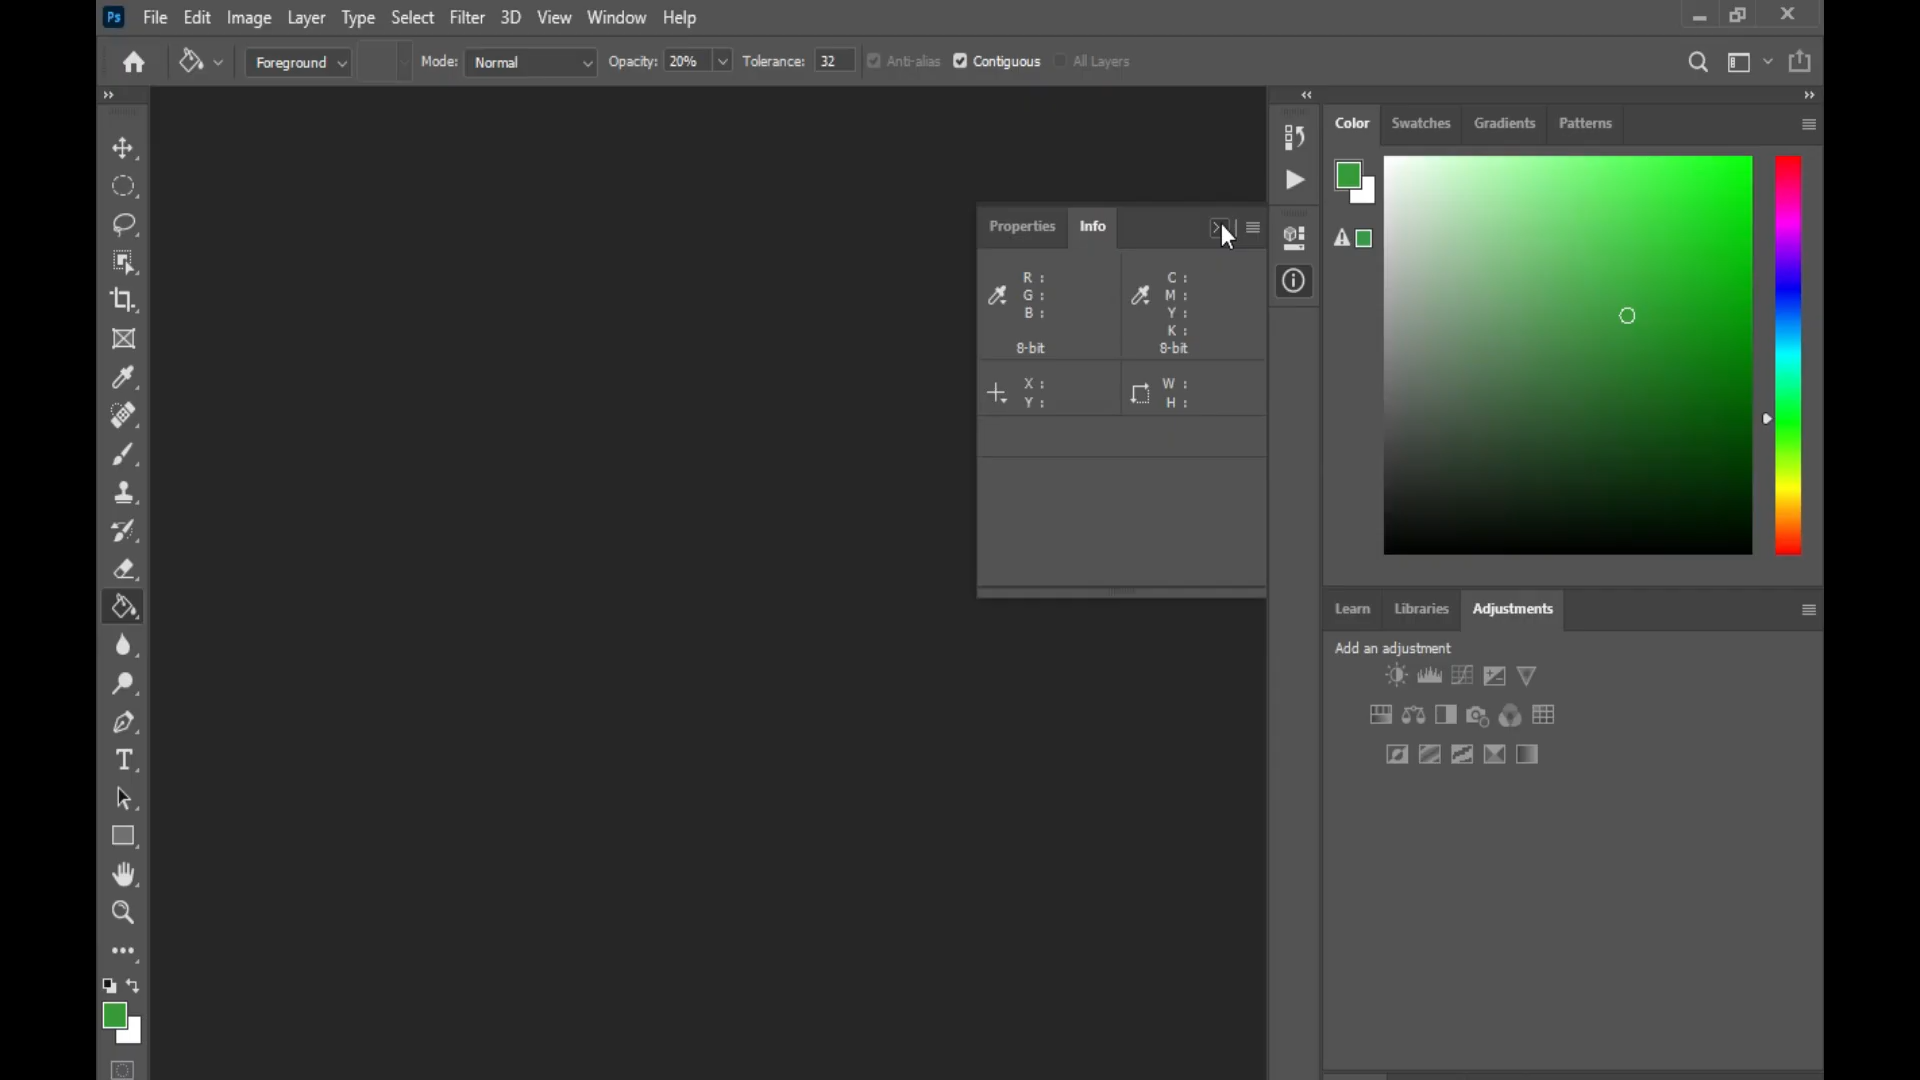 Ps File Edit Image Layer Type Select Filter 3D View Window Help
Foreground Mode: Normal Opacity: 20% Tolerance: 32 Anti-alias Contiguous All Layers
Color Swatches Gradients Patterns
Properties Info
R :
G :
B :
8-bit
C :
M :
Y :
K :
8-bit
X :
Y :
W :
H :
Learn Libraries Adjustments
Add an adjustment